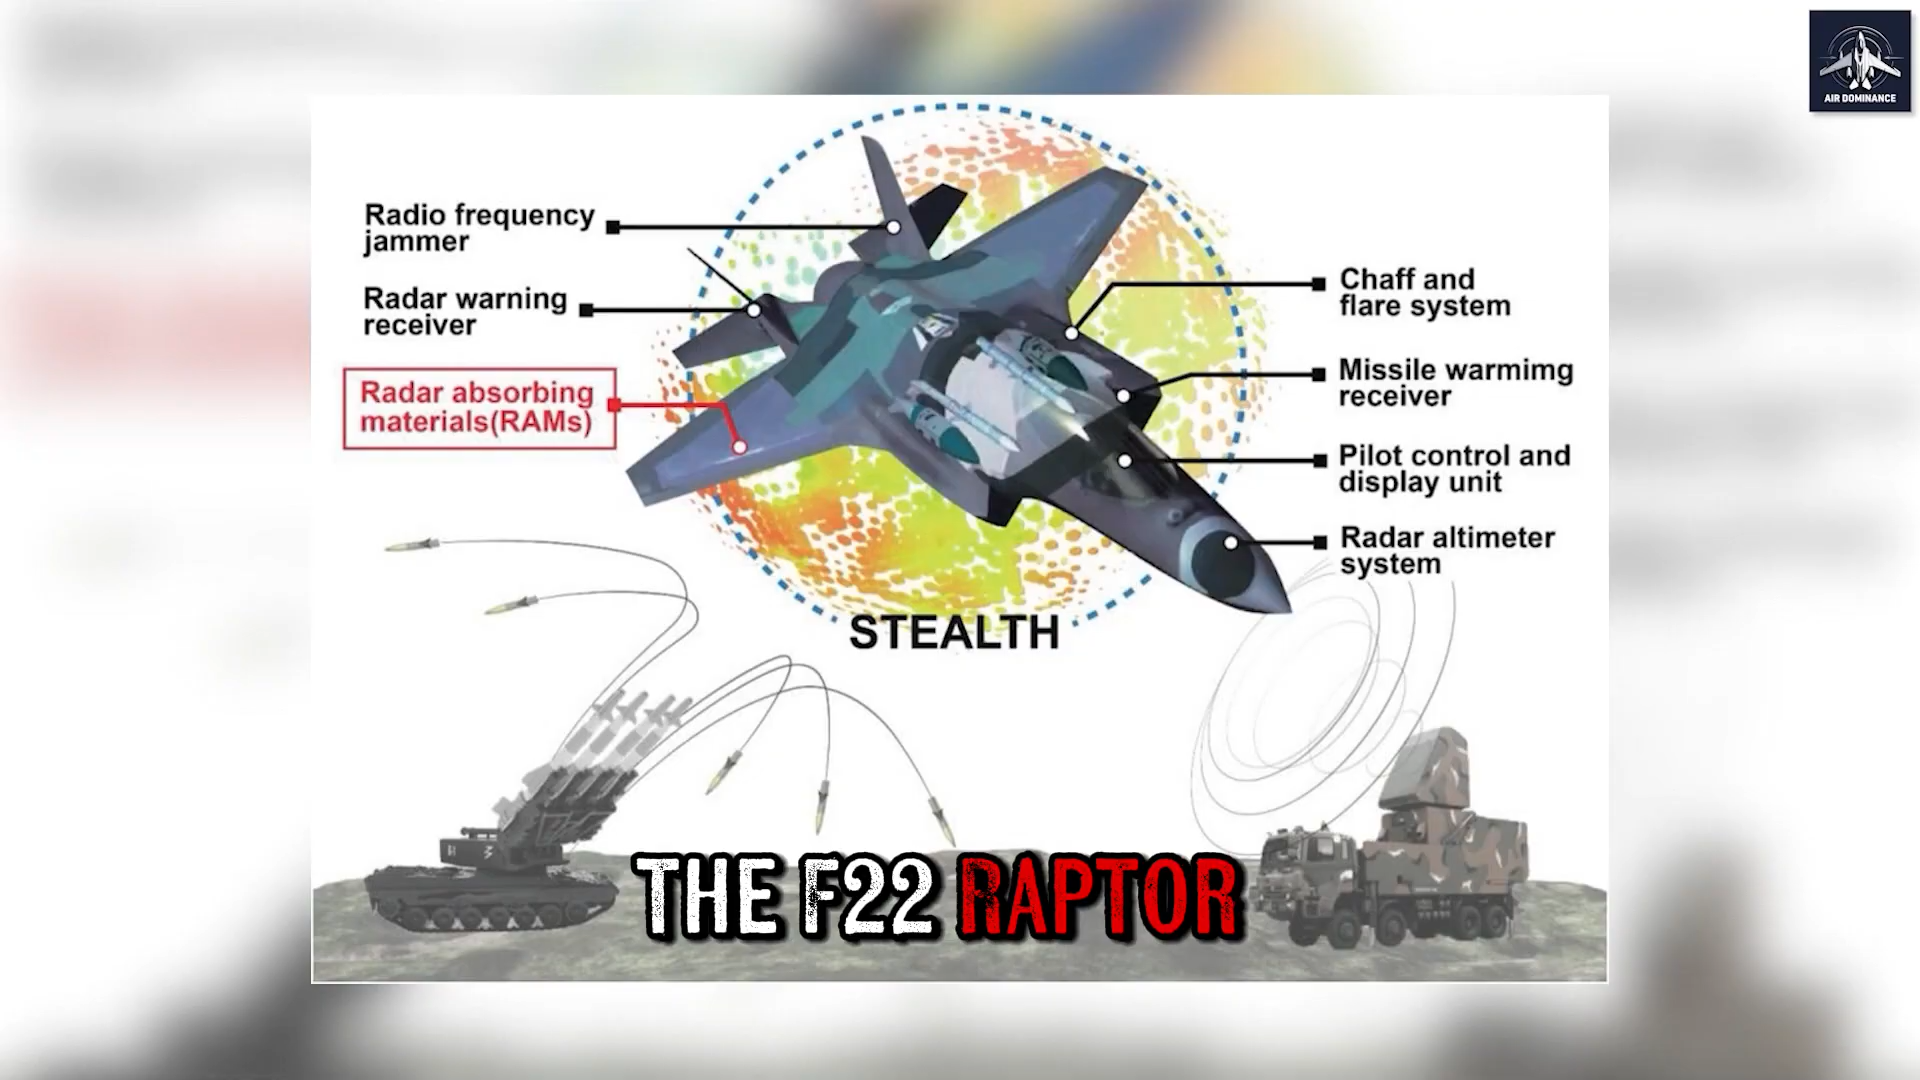 AIR DOMINANCE
Radio frequency
jammer
Radar warning
receiver
Radar absorbing
materials(RAMs)
Chaff and
flare system
Missile warmimg
receiver
Pilot control and
display unit
Radar altimeter
system
STEALTH
THE F22 RAPTOR